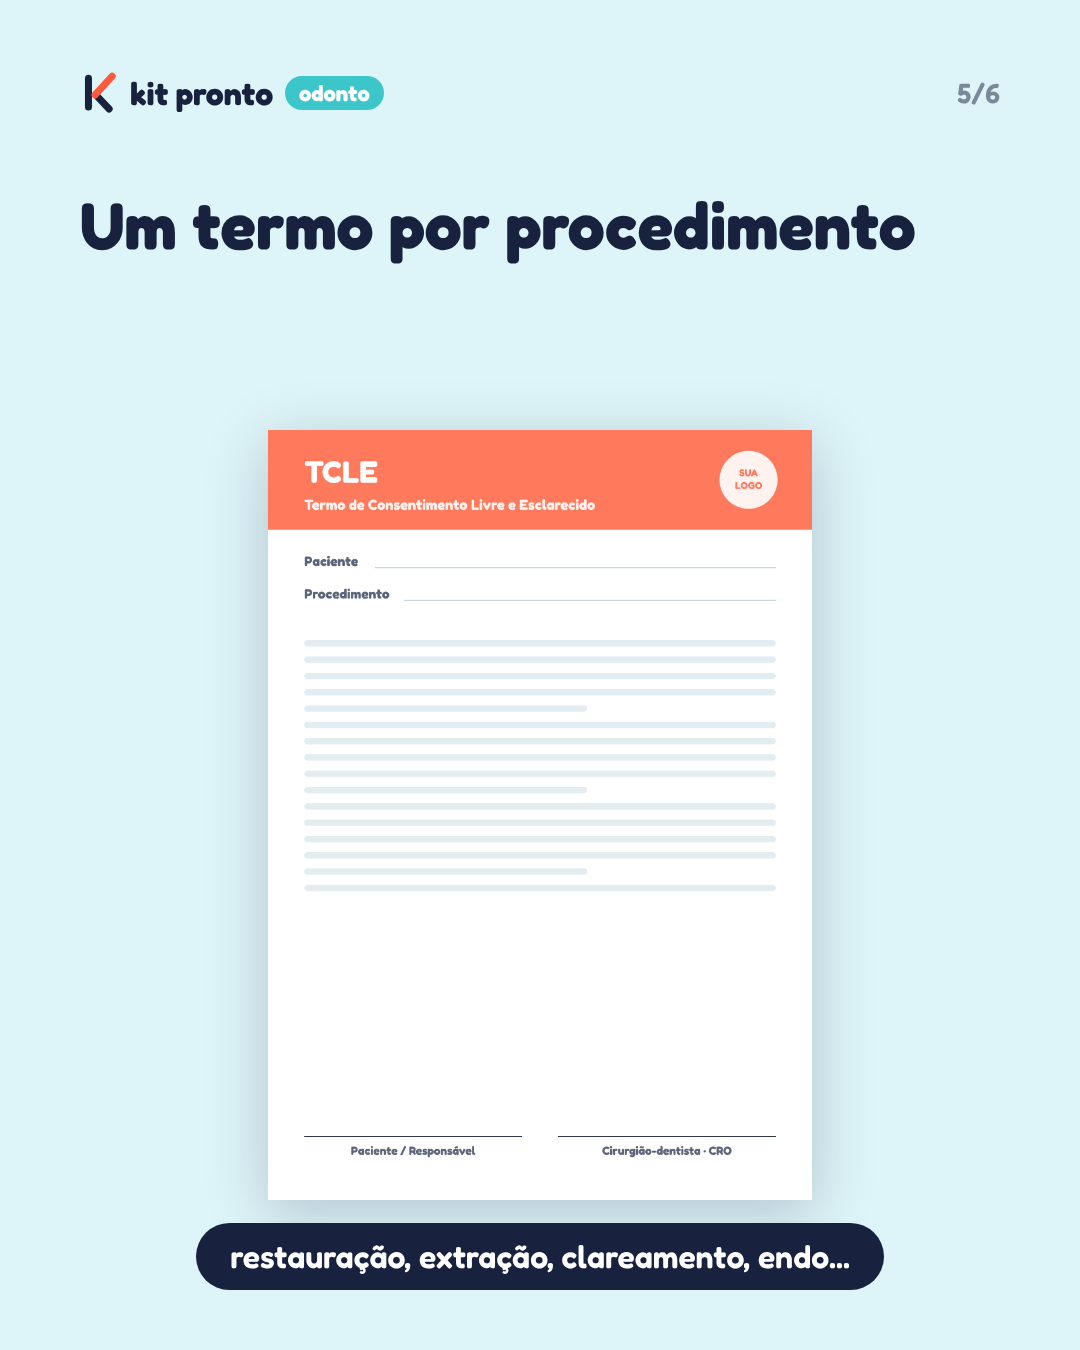 kit pronto odonto
5/6
Um termo por procedimento
TCLE
Termo de Consentimento Livre e Esclarecido
SUA
LOGO
Paciente
Procedimento
Paciente / Responsável
Cirurgião-dentista · CRO
restauração, extração, clareamento, endo...